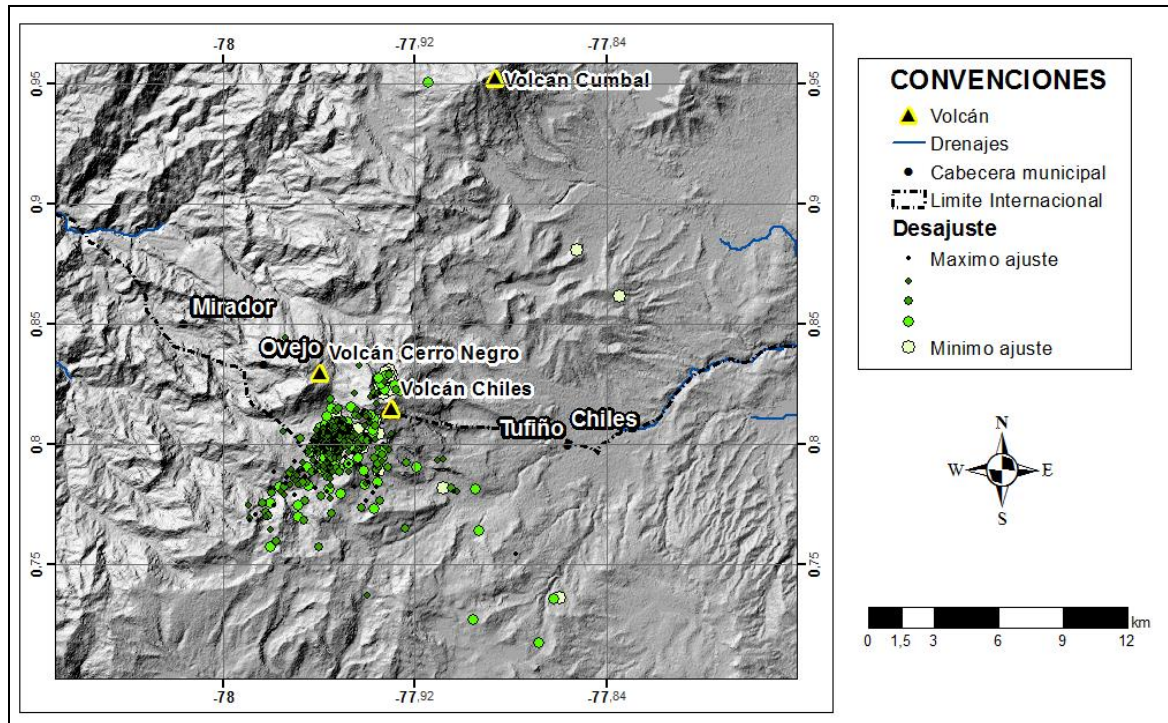 -78
-77,92
-77,84
0,95
0,9
0,85
0,8
0,75
0,95
0,9
0,85
0,8
0,75
Volcán Cumbal
Mirador
Ovejo
Volcán Cerro Negro
Volcán Chiles
Tufiño
Chiles
-78
-77,92
-77,84
CONVENCIONES
Volcán
Drenajes
Cabecera municipal
Limite Internacional
Desajuste
Maximo ajuste
Minimo ajuste
N
W
E
S
km
0 1,5 3 6 9 12